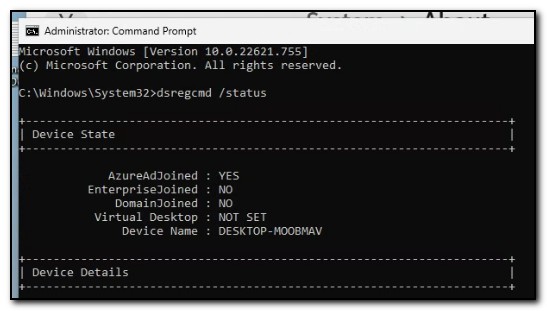 Administrator: Command Prompt
Microsoft Windows [Version 10.0.22621.755]
(c) Microsoft Corporation. All rights reserved.
C:\Windows\System32>dsregcmd /status
+----------------------------------------------------------------------+
| Device State                                                         |
+----------------------------------------------------------------------+
AzureAdJoined : YES
EnterpriseJoined : NO
DomainJoined : NO
Virtual Desktop : NOT SET
Device Name : DESKTOP-MOOBMAV
+----------------------------------------------------------------------+
| Device Details                                                       |
+----------------------------------------------------------------------+